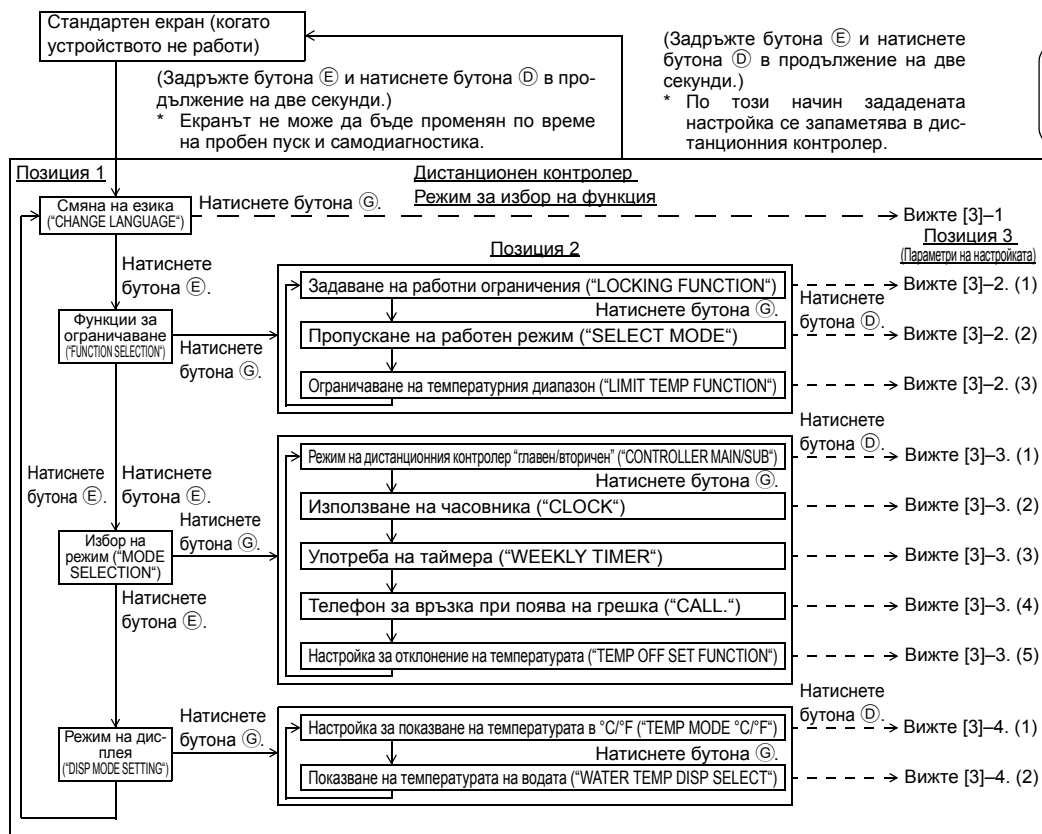 Стандартен екран (когато
устройството не работи)
(Задръжте бутона Ⓔ и натиснете бутона Ⓓ в про-
дължение на две секунди.)
* Екранът не може да бъде променян по време
на пробен пуск и самодиагностика.
(Задръжте бутона Ⓔ и натиснете
бутона Ⓓ в продължение на две
секунди.)
* По този начин зададената
настройка се запаметява в дис-
танционния контролер.
Позиция 1
Дистанционен контролер
Режим за избор на функция
Смяна на езика
("CHANGE LANGUAGE“)
Натиснете бутона Ⓖ.
Вижте [3]–1
Позиция 2
Позиция 3
(Параметри на настройката)
Натиснете
бутона Ⓔ.
Функции за
ограничаване
("FUNCTION SELECTION“)
Натиснете
бутона Ⓖ.
Задаване на работни ограничения ("LOCKING FUNCTION“)
Натиснете бутона Ⓖ.
Натиснете
бутона Ⓓ.
Вижте [3]–2. (1)
Пропускане на работен режим ("SELECT MODE“)
Вижте [3]–2. (2)
Ограничаване на температурния диапазон ("LIMIT TEMP FUNCTION“)
Вижте [3]–2. (3)
Натиснете
бутона Ⓔ.
Натиснете
бутона Ⓔ.
Избор на
режим ("MODE
SELECTION“)
Натиснете
бутона Ⓖ.
Режим на дистанционния контролер "главен/вторичен" ("CONTROLLER MAIN/SUB“)
Натиснете бутона Ⓖ.
Натиснете
бутона Ⓓ.
Вижте [3]–3. (1)
Използване на часовника ("CLOCK“)
Вижте [3]–3. (2)
Употреба на таймера ("WEEKLY TIMER“)
Вижте [3]–3. (3)
Телефон за връзка при поява на грешка ("CALL.“)
Вижте [3]–3. (4)
Настройка за отклонение на температурата ("TEMP OFF SET FUNCTION“)
Вижте [3]–3. (5)
Натиснете
бутона Ⓔ.
Режим на дис-
плея
("DISP MODE SETTING“)
Натиснете
бутона Ⓖ.
Настройка за показване на температурата в °C/°F ("TEMP MODE °C/°F“)
Натиснете бутона Ⓖ.
Натиснете
бутона Ⓓ.
Вижте [3]–4. (1)
Показване на температурата на водата ("WATER TEMP DISP SELECT“)
Вижте [3]–4. (2)